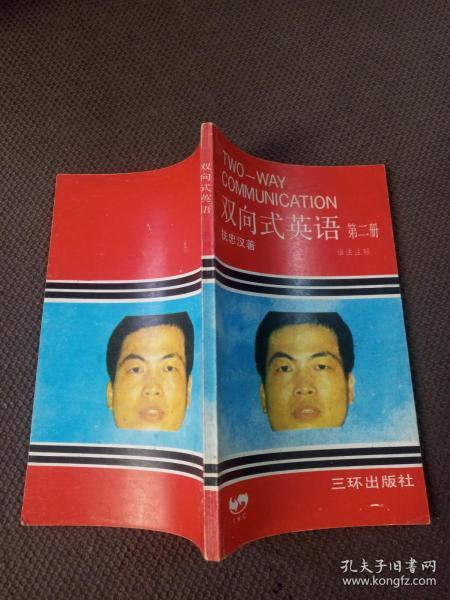 双向式英语
TWO-WAY
COMMUNICATION
双向式英语 第二册
扶忠汉著
语法注释
三环出版社
孔夫子旧书网
www.kongfz.com